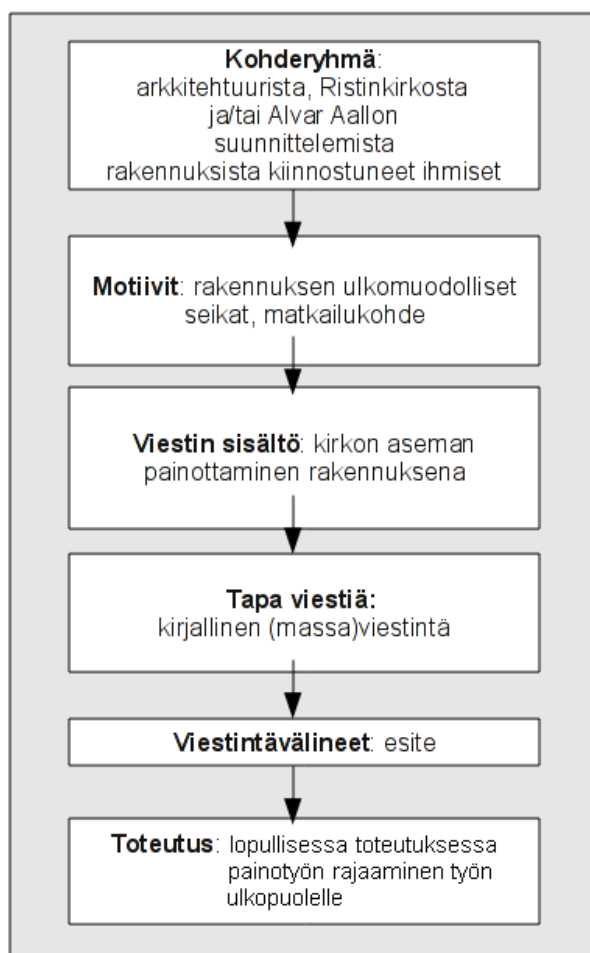 Kohderyhmä:
arkkitehtuurista, Ristinkirkosta
ja/tai Alvar Aallon
suunnittelemista
rakennuksista kiinnostuneet ihmiset
Motiivit: rakennuksen ulkomuodolliset
seikat, matkailukohde
Viestin sisältö: kirkon aseman
painottaminen rakennuksena
Tapa viestiä:
kirjallinen (massa)viestintä
Viestintävälineet: esite
Toteutus: lopullisessa toteutuksessa
painotyön rajaaminen työn
ulkopuolelle